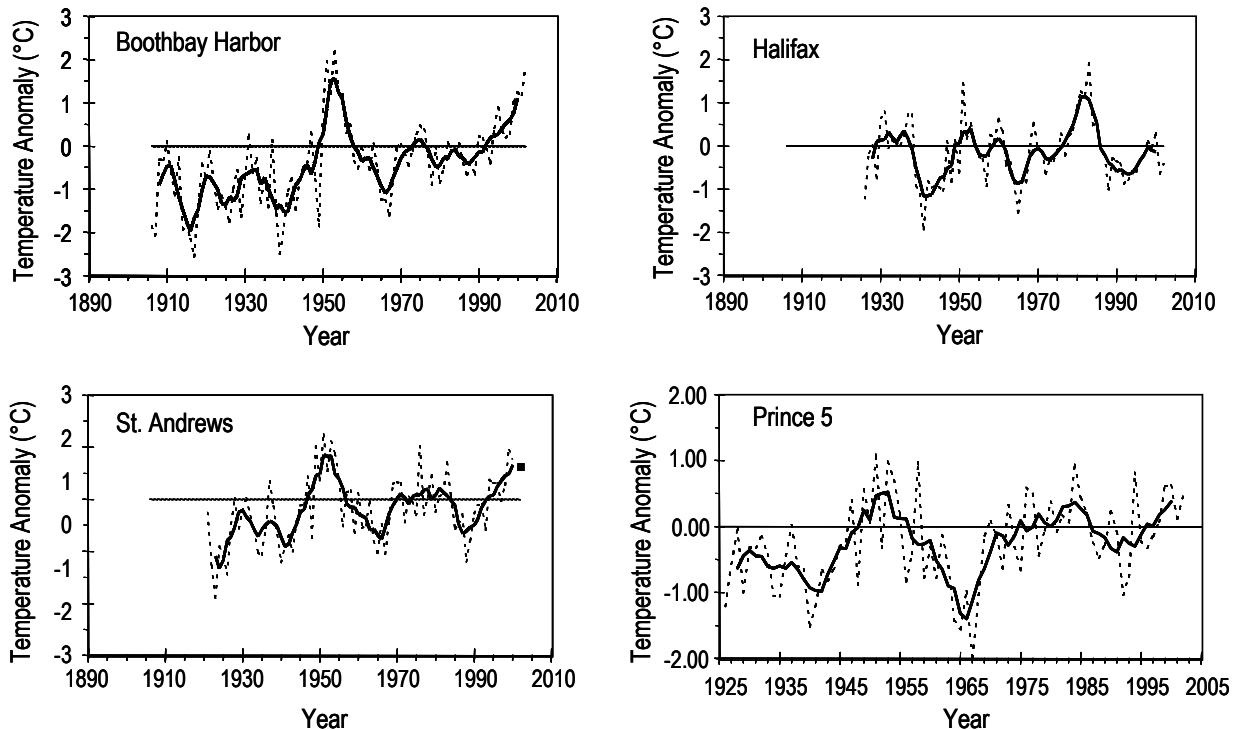 Temperature Anomaly (°C)
3
2
1
0
-1
-2
-3
Boothbay Harbor
1890 1910 1930 1950 1970 1990 2010
Year
Temperature Anomaly (°C)
3
2
1
0
-1
-2
-3
Halifax
1890 1910 1930 1950 1970 1990 2010
Year
Temperature Anomaly (°C)
3
2
1
0
-1
-2
-3
St. Andrews
1890 1910 1930 1950 1970 1990 2010
Year
Temperature Anomaly (°C)
2.00
1.00
0.00
-1.00
-2.00
Prince 5
1925 1935 1945 1955 1965 1975 1985 1995 2005
Year